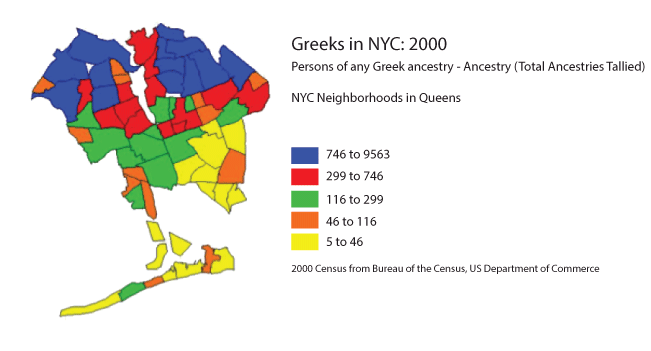 Greeks in NYC: 2000
Persons of any Greek ancestry - Ancestry (Total Ancestries Tallied)
NYC Neighborhoods in Queens
746 to 9563
299 to 746
116 to 299
46 to 116
5 to 46
2000 Census from Bureau of the Census, US Department of Commerce